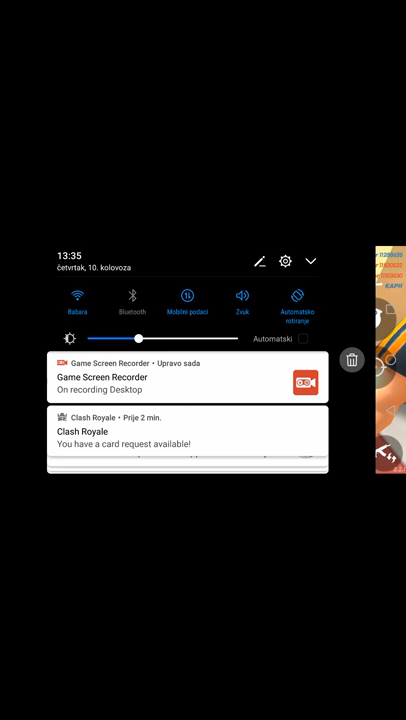 13:35
četvrtak, 10. kolovoza
Babara
Bluetooth
Mobilni podaci
Zvuk
Automatsko
rotiranje
Automatski
Game Screen Recorder • Upravo sada
Game Screen Recorder
On recording Desktop
Clash Royale • Prije 2 min.
Clash Royale
You have a card request available!
КАРН